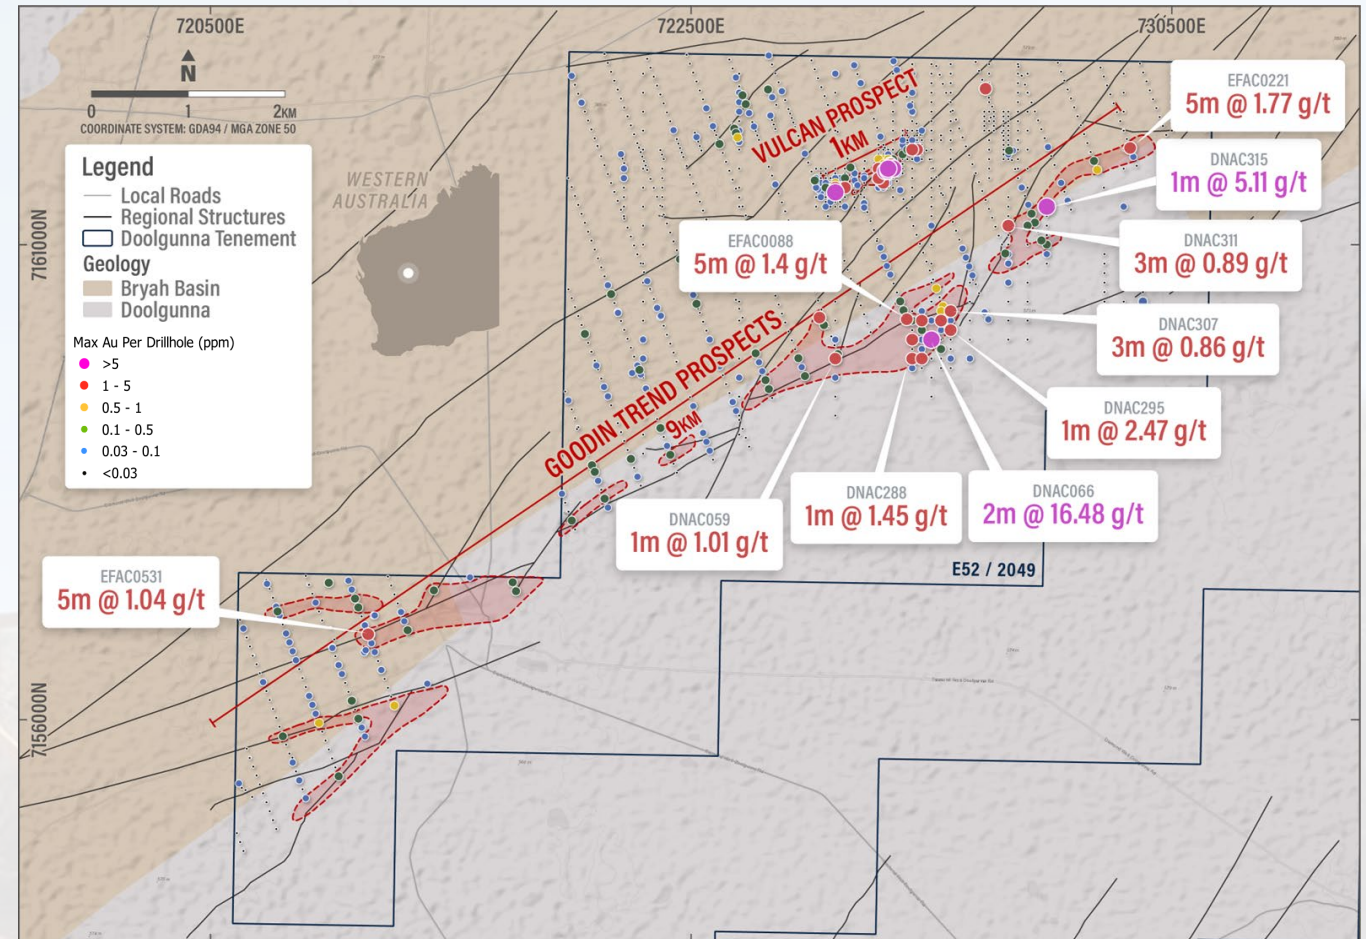 720500E
722500E
730500E
N
0 1 2KM
COORDINATE SYSTEM: GDA94 / MGA ZONE 50
Legend
Local Roads
Regional Structures
Doolgunna Tenement
Geology
Bryah Basin
Doolgunna
Max Au Per Drillhole (ppm)
>5
1 - 5
0.5 - 1
0.1 - 0.5
0.03 - 0.1
<0.03
WESTERN
AUSTRALIA
7161000N
7156000N
VULCAN PROSPECT
1KM
GOODIN TREND PROSPECTS
9KM
EFAC0221
5m @ 1.77 g/t
DNAC315
1m @ 5.11 g/t
DNAC311
3m @ 0.89 g/t
EFAC0088
5m @ 1.4 g/t
DNAC307
3m @ 0.86 g/t
DNAC295
1m @ 2.47 g/t
DNAC066
2m @ 16.48 g/t
DNAC288
1m @ 1.45 g/t
DNAC059
1m @ 1.01 g/t
EFAC0531
5m @ 1.04 g/t
E52 / 2049